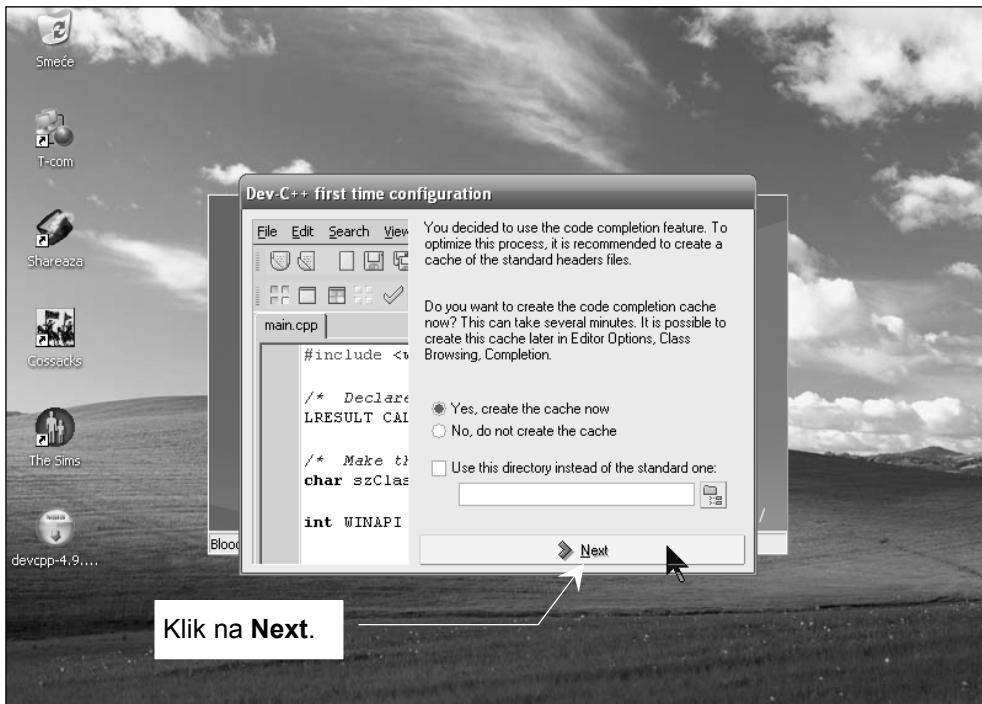 Smeće
T-com
Shareaza
Cossacks
The Sims
devcpp-4.9....
Dev-C++ first time configuration
File Edit Search View
main.cpp
#include <w
/* Declare
LRESULT CAL
/* Make th
char szClas
int WINAPI
You decided to use the code completion feature. To
optimize this process, it is recommended to create a
cache of the standard headers files.
Do you want to create the code completion cache
now? This can take several minutes. It is possible to
create this cache later in Editor Options, Class
Browsing, Completion.
Yes, create the cache now
No, do not create the cache
Use this directory instead of the standard one:
Next
Blood
/
Klik na Next.